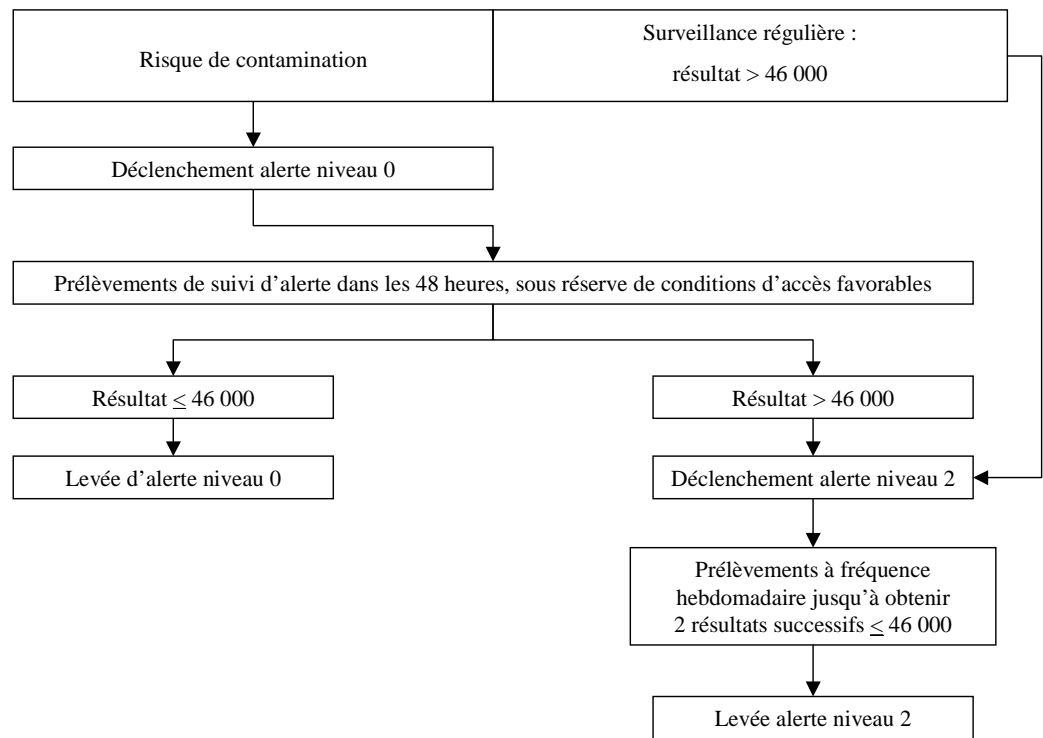 Risque de contamination
Surveillance régulière :
résultat > 46 000
Déclenchement alerte niveau 0
Prélèvements de suivi d’alerte dans les 48 heures, sous réserve de conditions d’accès favorables
Résultat ≤ 46 000
Résultat > 46 000
Levée d’alerte niveau 0
Déclenchement alerte niveau 2
Prélèvements à fréquence
hebdomadaire jusqu’à obtenir
2 résultats successifs ≤ 46 000
Levée alerte niveau 2